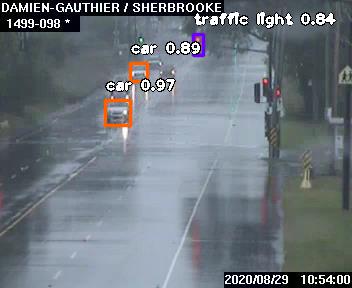 DAMIEN-GAUTHIER / SHERBROOKE
traffic light 0.84
1499-098 *
car 0.89
car 0.97
2020/08/29 10:54:00